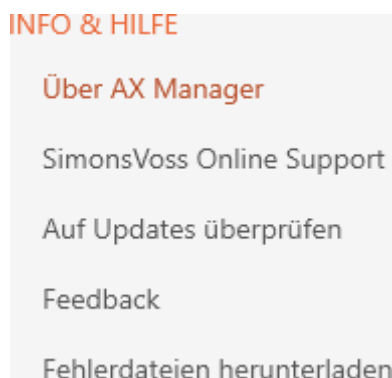 INFO & HILFE
Über AX Manager
SimonsVoss Online Support
Auf Updates überprüfen
Feedback
Fehlerdateien herunterladen